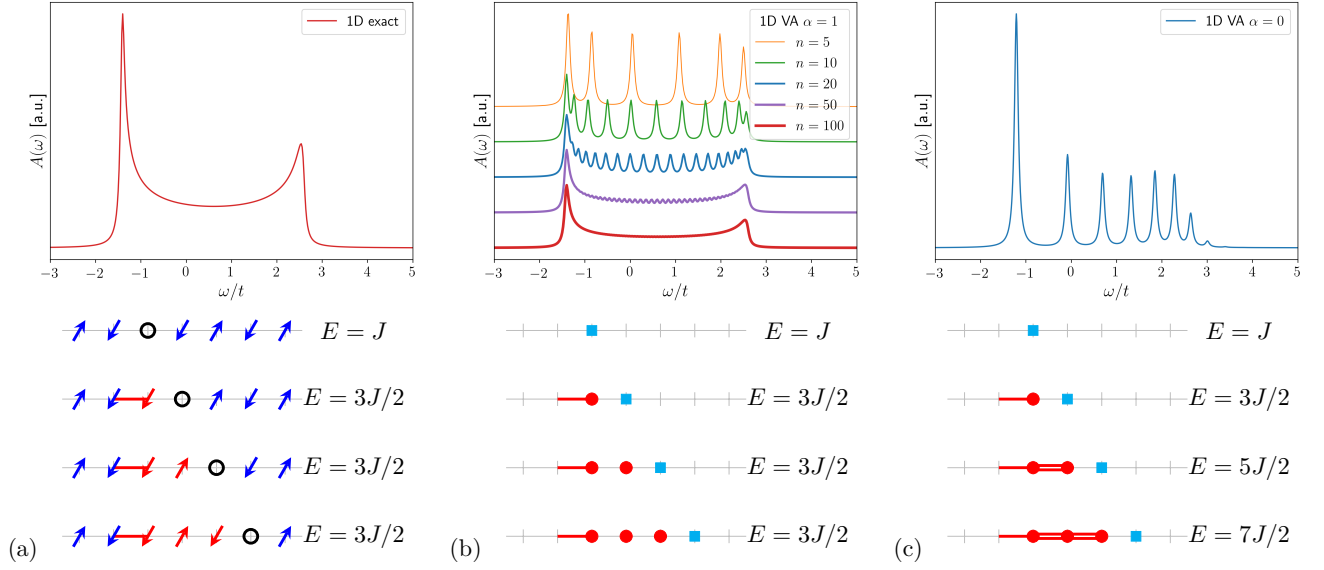 1D exact
A(ω) [a.u.]
−3 −2 −1 0 1 2 3 4 5
ω/t
E = J
E = 3J/2
E = 3J/2
E = 3J/2
(a)
1D VA α = 1
n = 5
n = 10
n = 20
n = 50
n = 100
A(ω) [a.u.]
−3 −2 −1 0 1 2 3 4 5
ω/t
E = J
E = 3J/2
E = 3J/2
E = 3J/2
(b)
1D VA α = 0
A(ω) [a.u.]
−3 −2 −1 0 1 2 3 4 5
ω/t
E = J
E = 3J/2
E = 5J/2
E = 7J/2
(c)